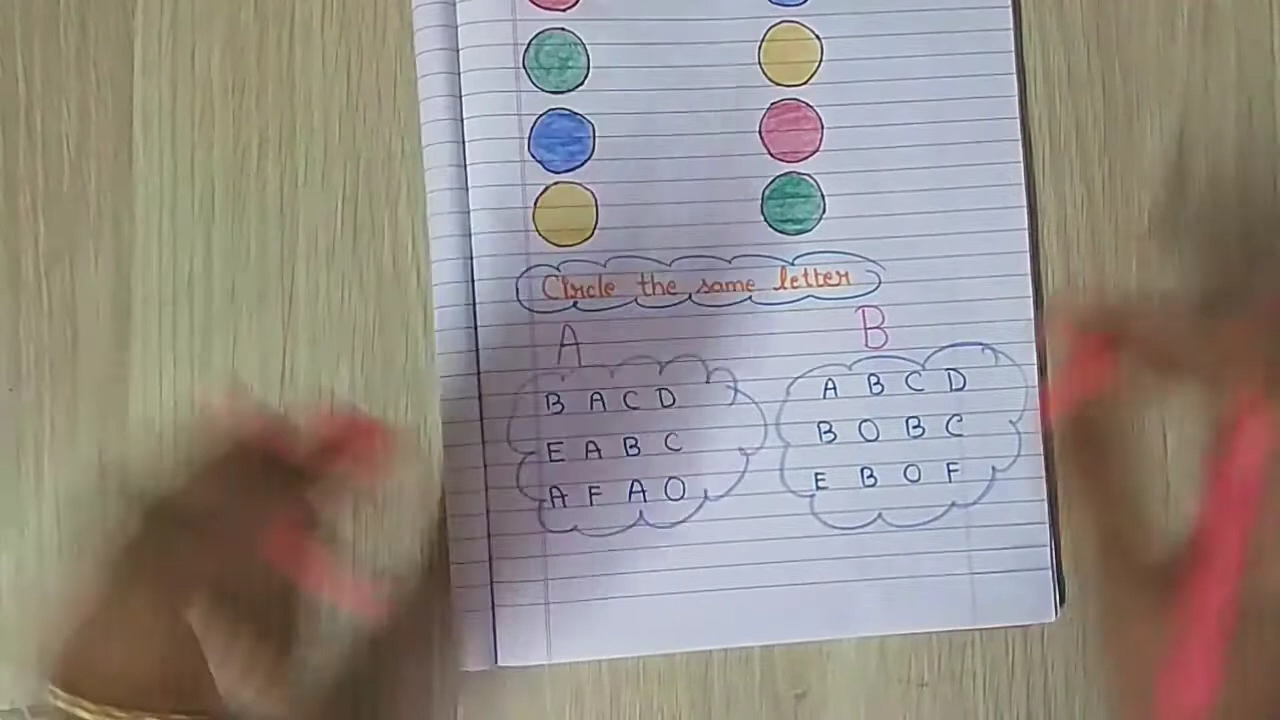 Circle the same letter
A
B A C D
E A B C
A F A O
B
A B C D
B O B C
E B O F